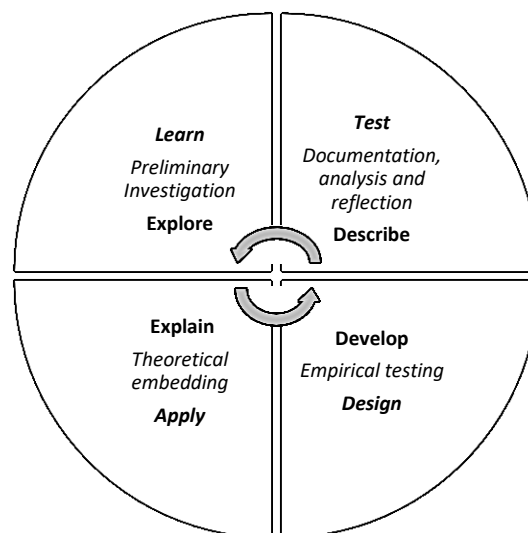 Learn
Preliminary
Investigation
Explore
Test
Documentation,
analysis and
reflection
Describe
Explain
Theoretical
embedding
Apply
Develop
Empirical testing
Design